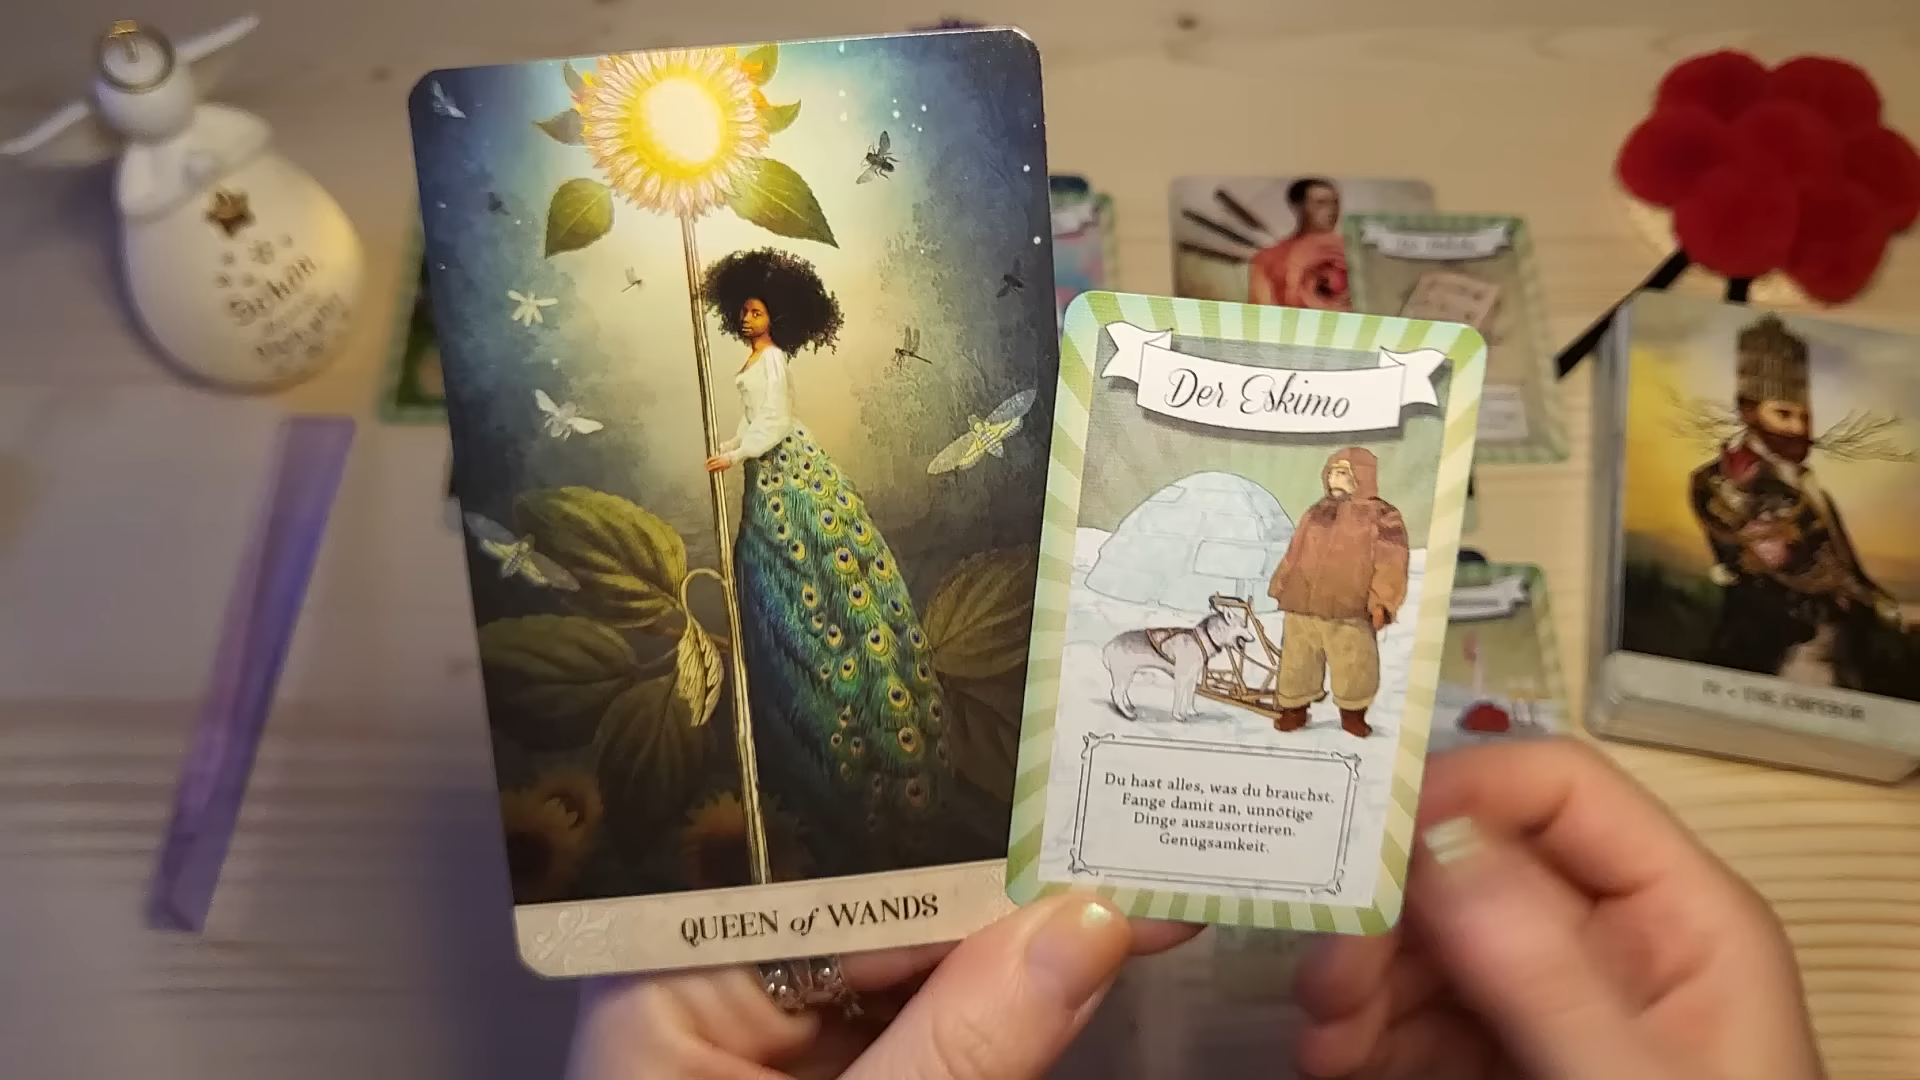 QUEEN of WANDS
Der Eskimo
Du hast alles, was du brauchst.
Fange damit an, unnötige
Dinge auszusortieren.
Genügsamkeit.
IV • THE EMPEROR
Schön